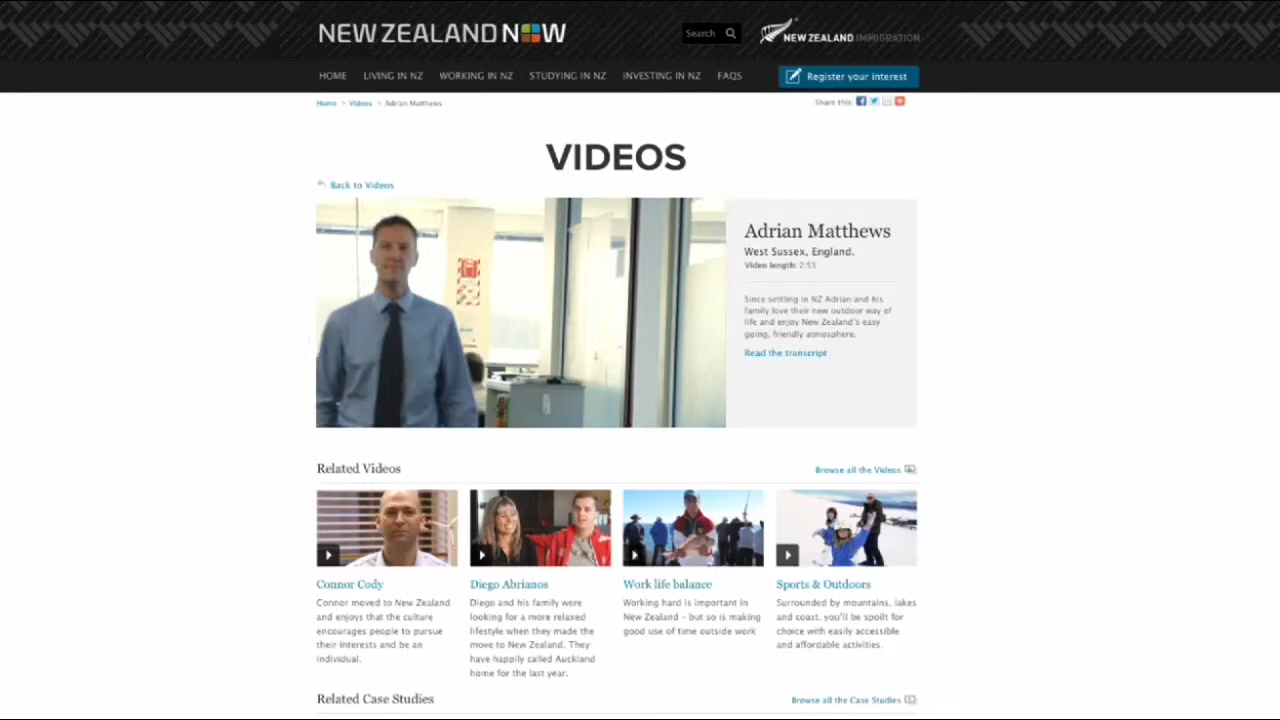 NEW ZEALAND NOW
Search
NEW ZEALAND IMMIGRATION
HOME LIVING IN NZ WORKING IN NZ STUDYING IN NZ INVESTING IN NZ FAQS
Register your interest
Home > Videos > Adrian Matthews
Share this:
VIDEOS
Back to Videos
Adrian Matthews
West Sussex, England.
Video length: 2:53
Since settling in NZ Adrian and his
family love their new outdoor way of
life and enjoy New Zealand's easy
going, friendly atmosphere.
Read the transcript
Related Videos
Browse all the Videos
Connor Cody
Connor moved to New Zealand
and enjoys that the culture
encourages people to pursue
their interests and be an
individual.
Diego Abrianos
Diego and his family were
looking for a more relaxed
lifestyle when they made the
move to New Zealand. They
have happily called Auckland
home for the last year.
Work life balance
Working hard is important in
New Zealand - but so is making
good use of time outside work
Sports & Outdoors
Surrounded by mountains, lakes
and coast, you'll be spoilt for
choice with easily accessible
and affordable activities.
Related Case Studies
Browse all the Case Studies